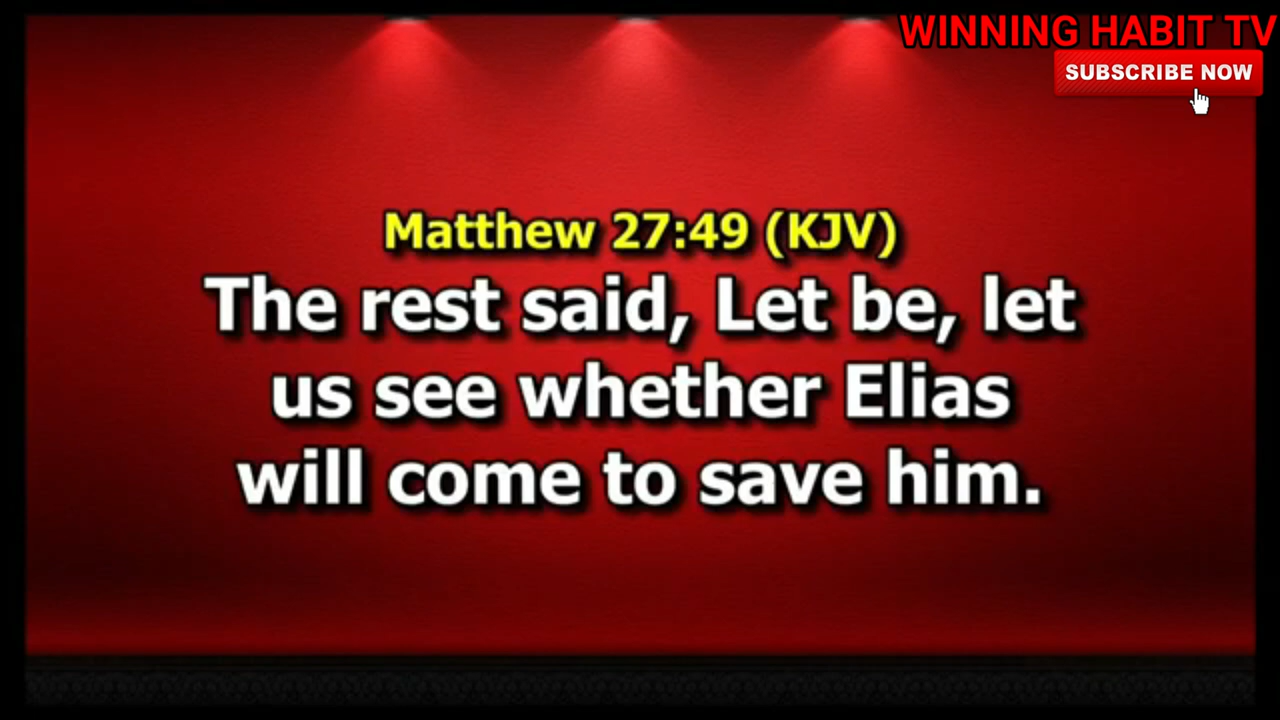 WINNING HABIT TV
SUBSCRIBE NOW
Matthew 27:49 (KJV)
The rest said, Let be, let
us see whether Elias
will come to save him.